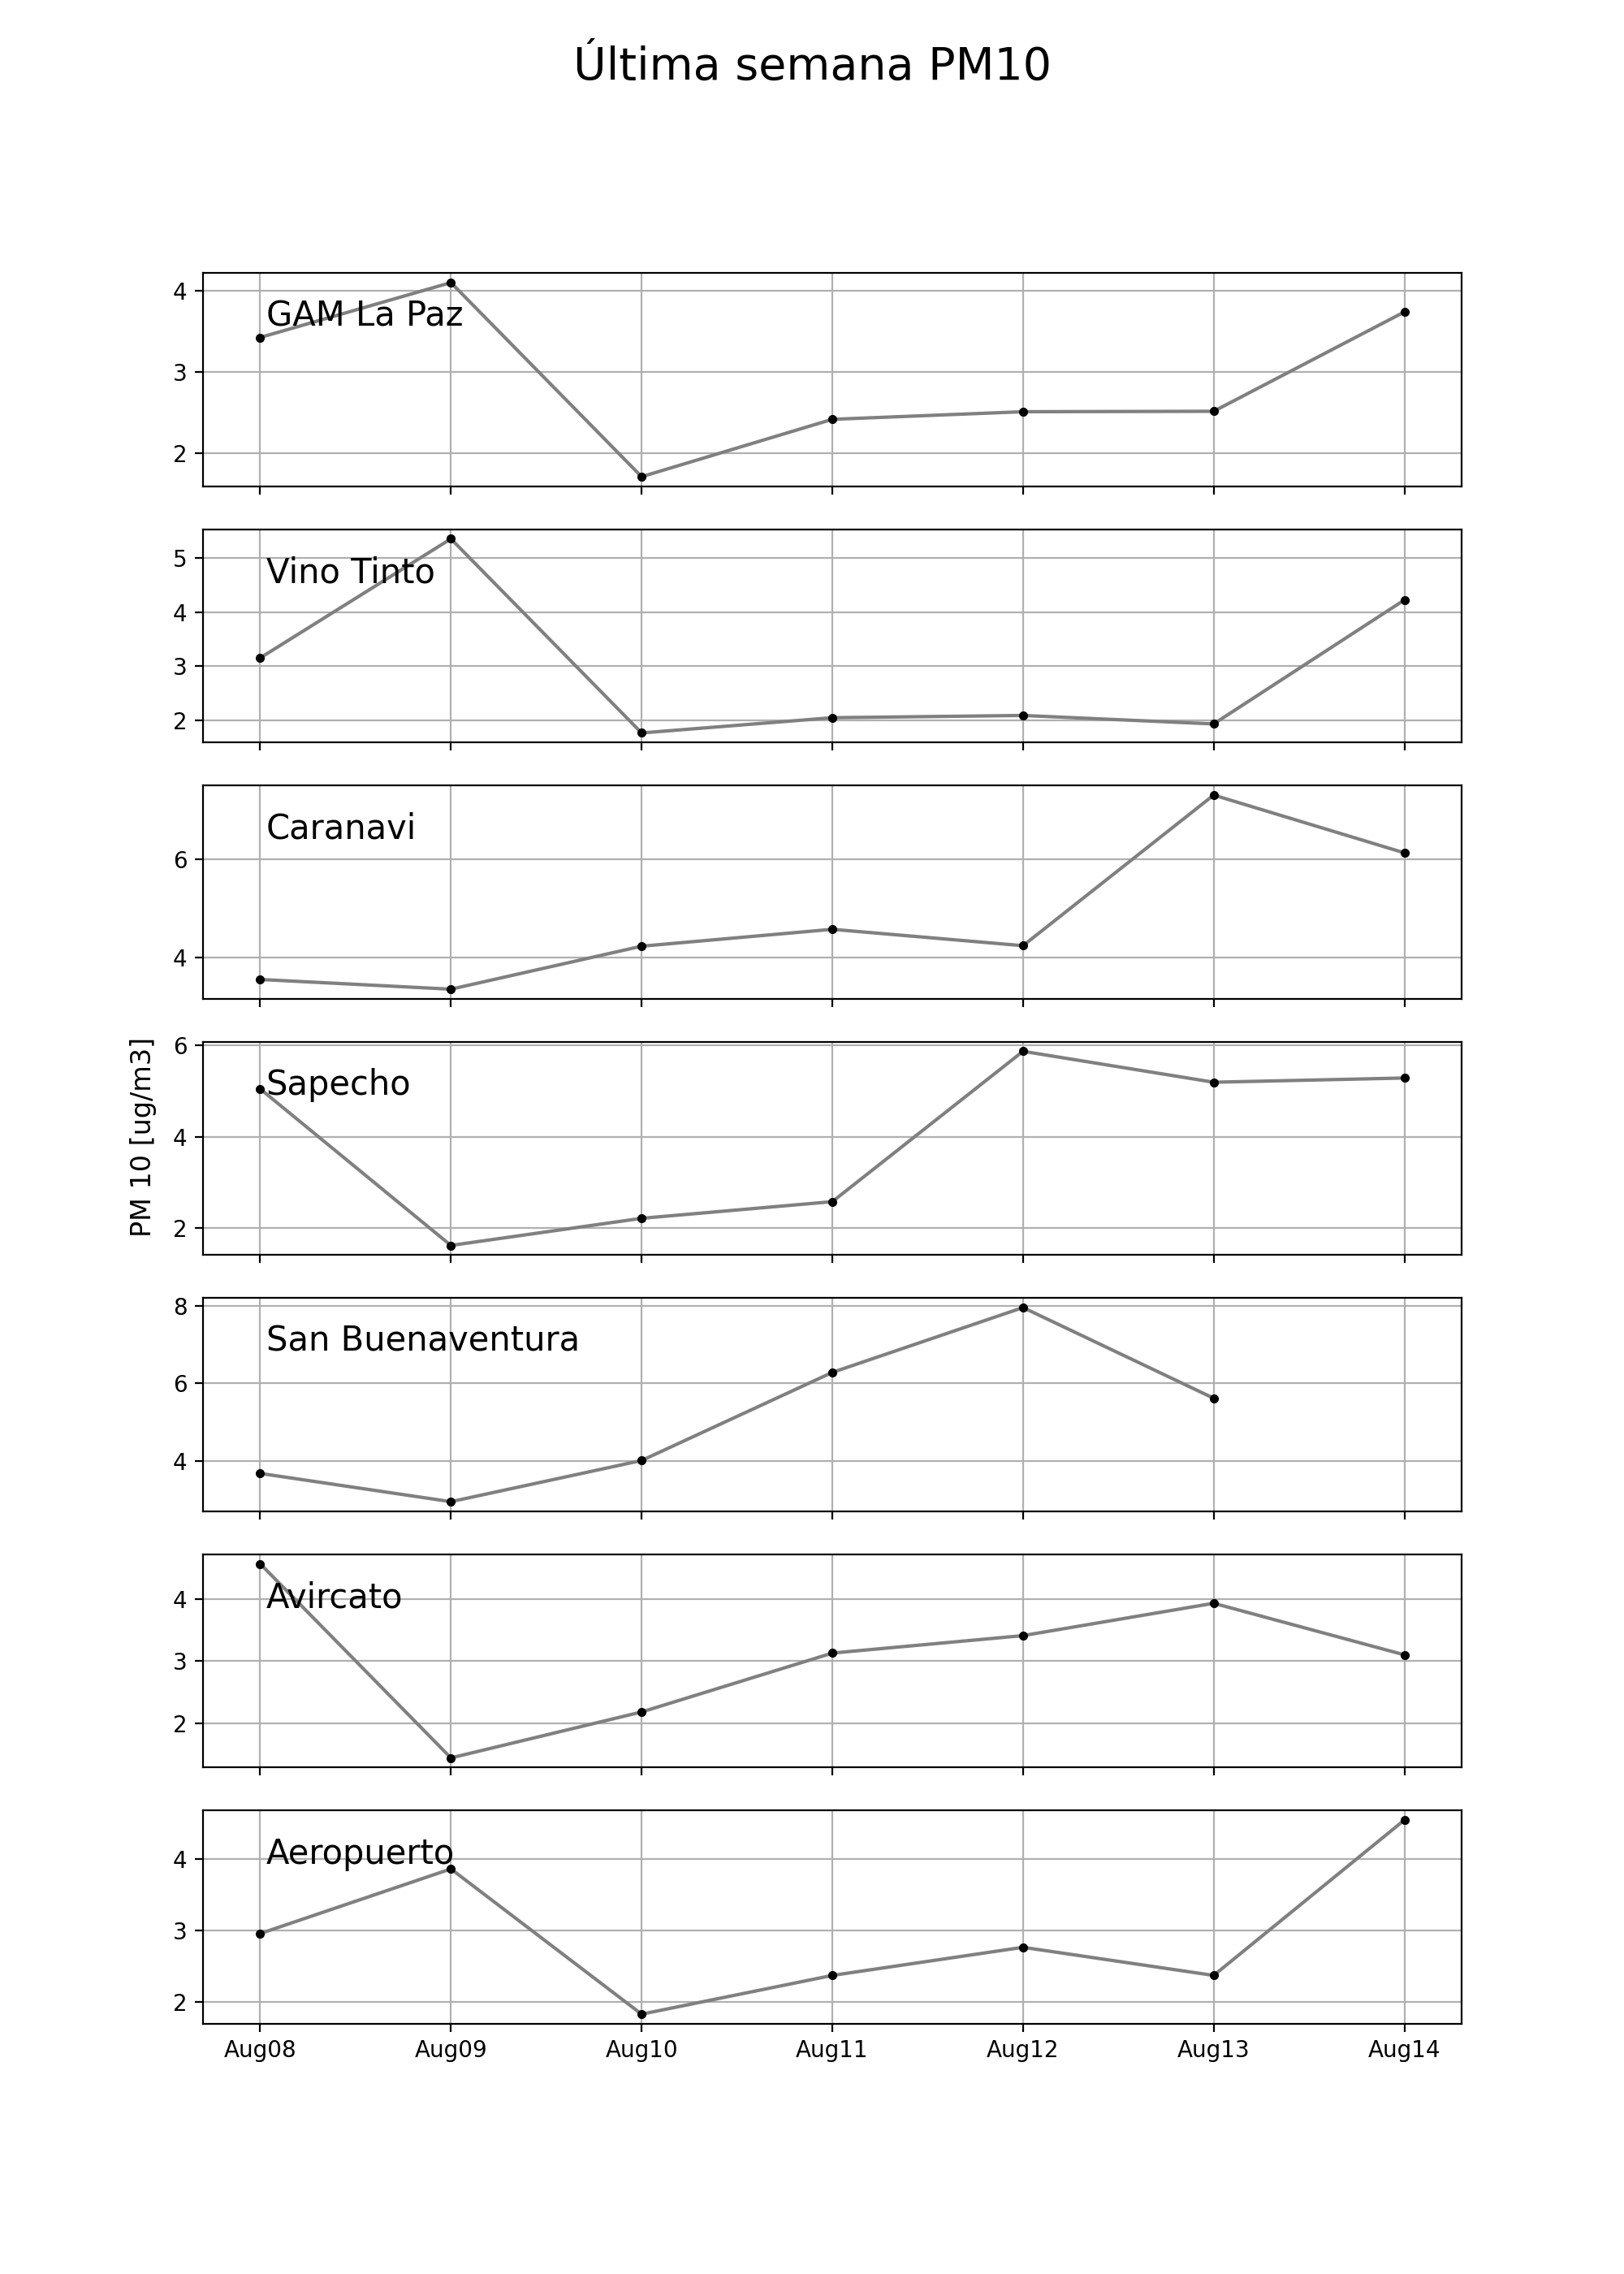 Última semana PM10
GAM La Paz
4
3
2
Vino Tinto
5
4
3
2
Caranavi
6
4
PM 10 [ug/m3]
Sapecho
6
4
2
San Buenaventura
8
6
4
Avircato
4
3
2
Aeropuerto
4
3
2
Aug08 Aug09 Aug10 Aug11 Aug12 Aug13 Aug14